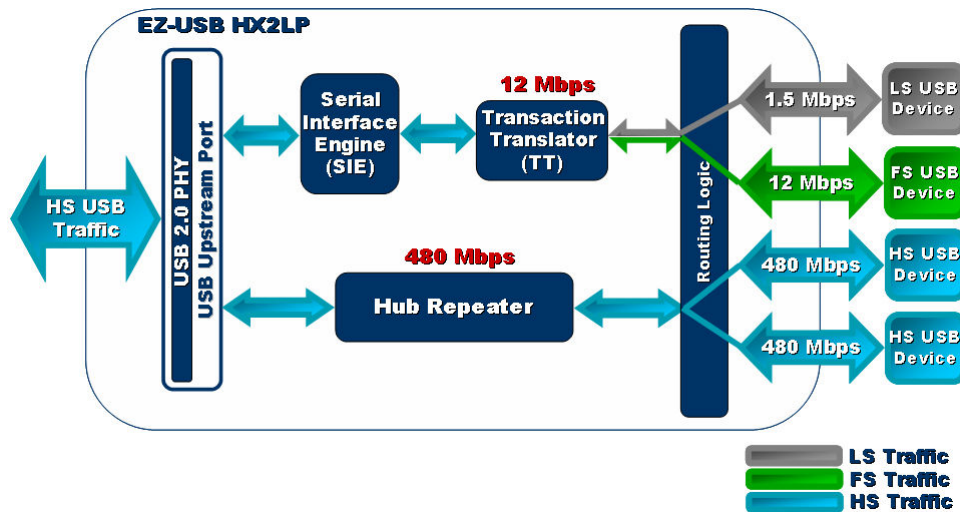 EZ-USB HX2LP
HS USB
Traffic
USB 2.0 PHY
USB Upstream Port
Serial
Interface
Engine
(SIE)
12 Mbps
Transaction
Translator
(TT)
480 Mbps
Hub Repeater
Routing Logic
1.5 Mbps
LS USB
Device
12 Mbps
FS USB
Device
480 Mbps
HS USB
Device
480 Mbps
HS USB
Device
LS Traffic
FS Traffic
HS Traffic